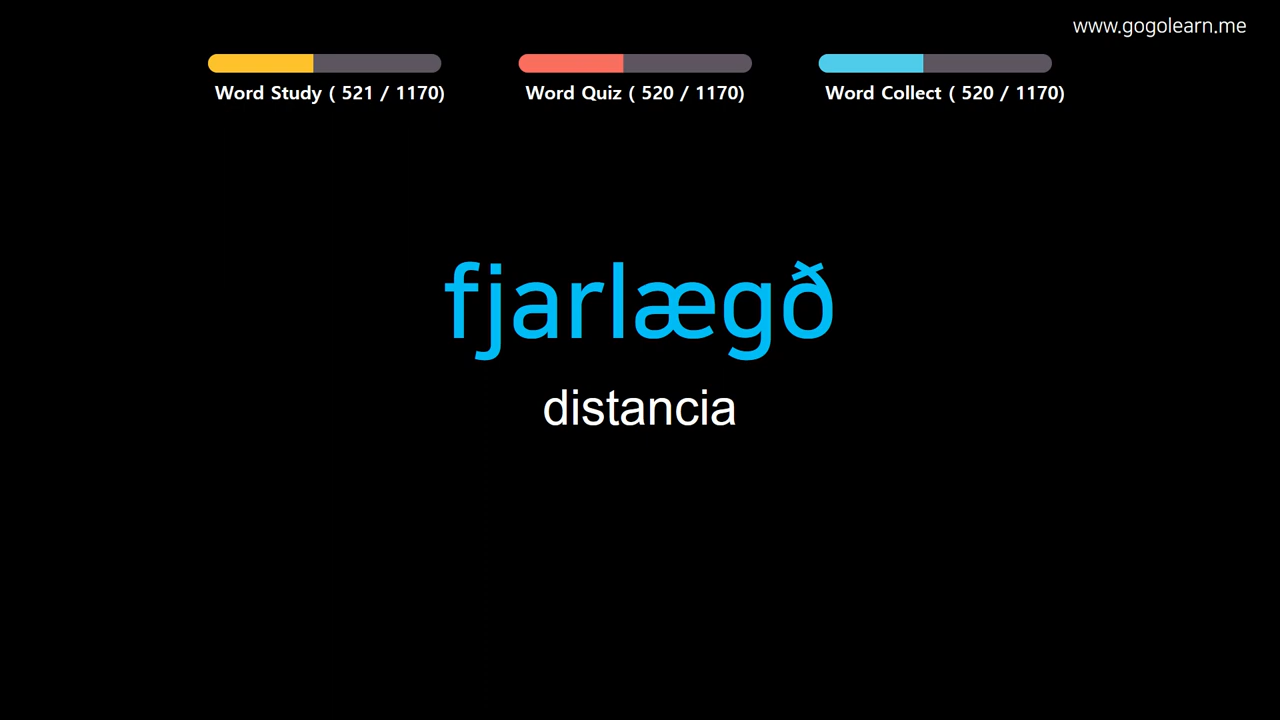 www.gogolearn.me
Word Study ( 521 / 1170)
Word Quiz ( 520 / 1170)
Word Collect ( 520 / 1170)
fjarlægð
distancia